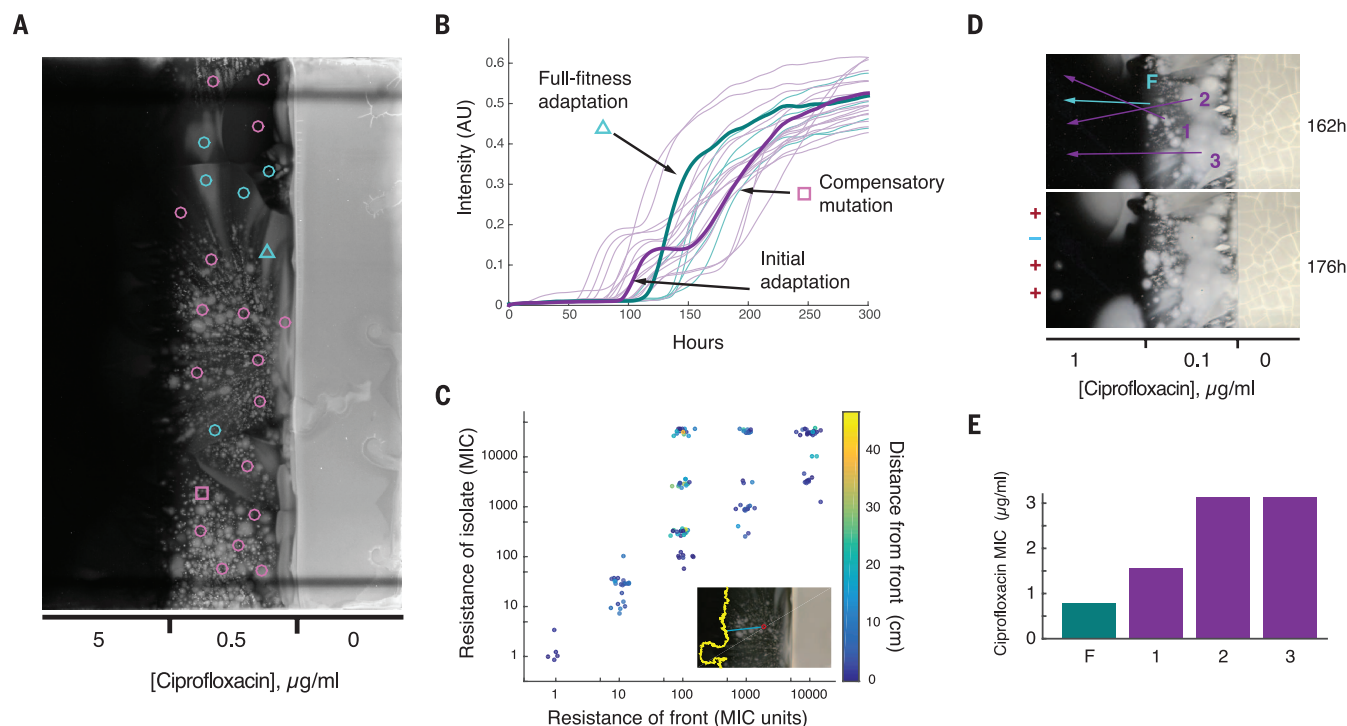 A
5
0.5
0
[Ciprofloxacin], µg/ml
B
Intensity (AU)
0.6
0.5
0.4
0.3
0.2
0.1
0
Full-fitness
adaptation
Compensatory
mutation
Initial
adaptation
0 50 100 150 200 250 300
Hours
C
Resistance of isolate (MIC)
10000
1000
100
10
1
1 10 100 1000 10000
Resistance of front (MIC units)
40
30
20
10
0
Distance from front (cm)
D
F
2
1
3
162h
+
−
+
+
176h
1
0.1
0
[Ciprofloxacin], µg/ml
E
Ciprofloxacin MIC (µg/ml)
3
2
1
0
F 1 2 3